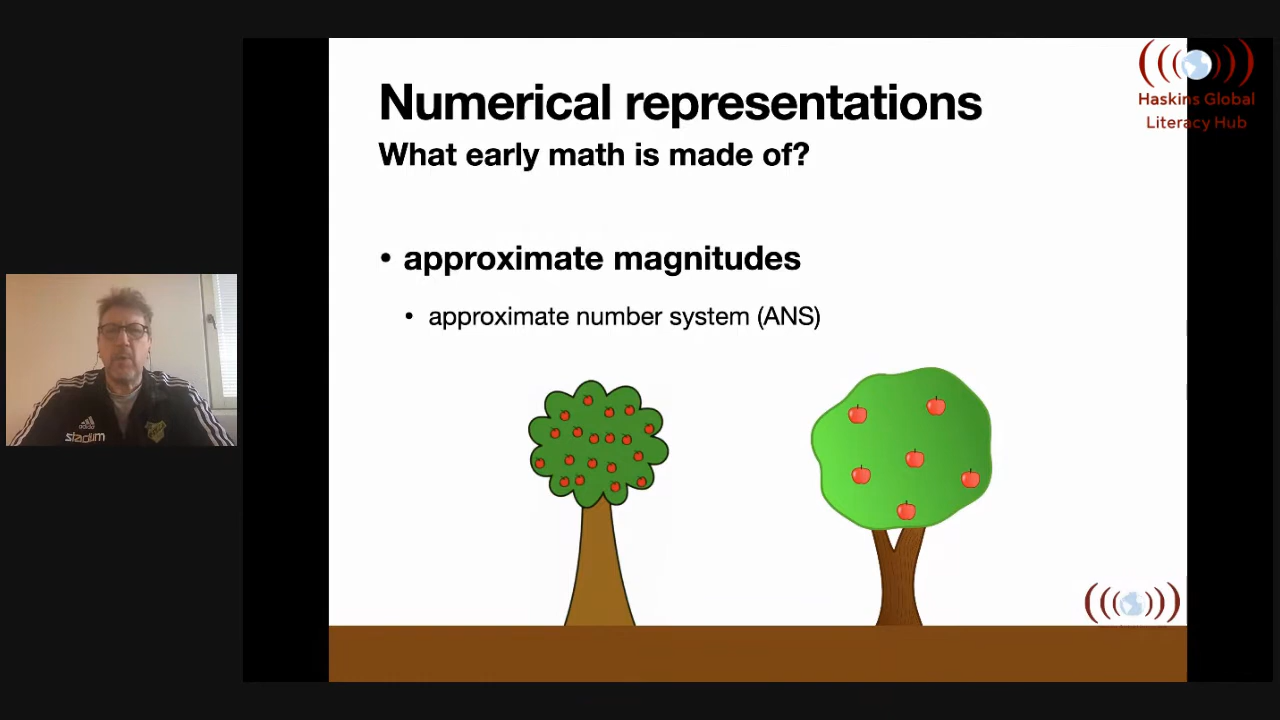 Numerical representations
What early math is made of?
• approximate magnitudes
• approximate number system (ANS)
Haskins Global
Literacy Hub
adidas
stadium